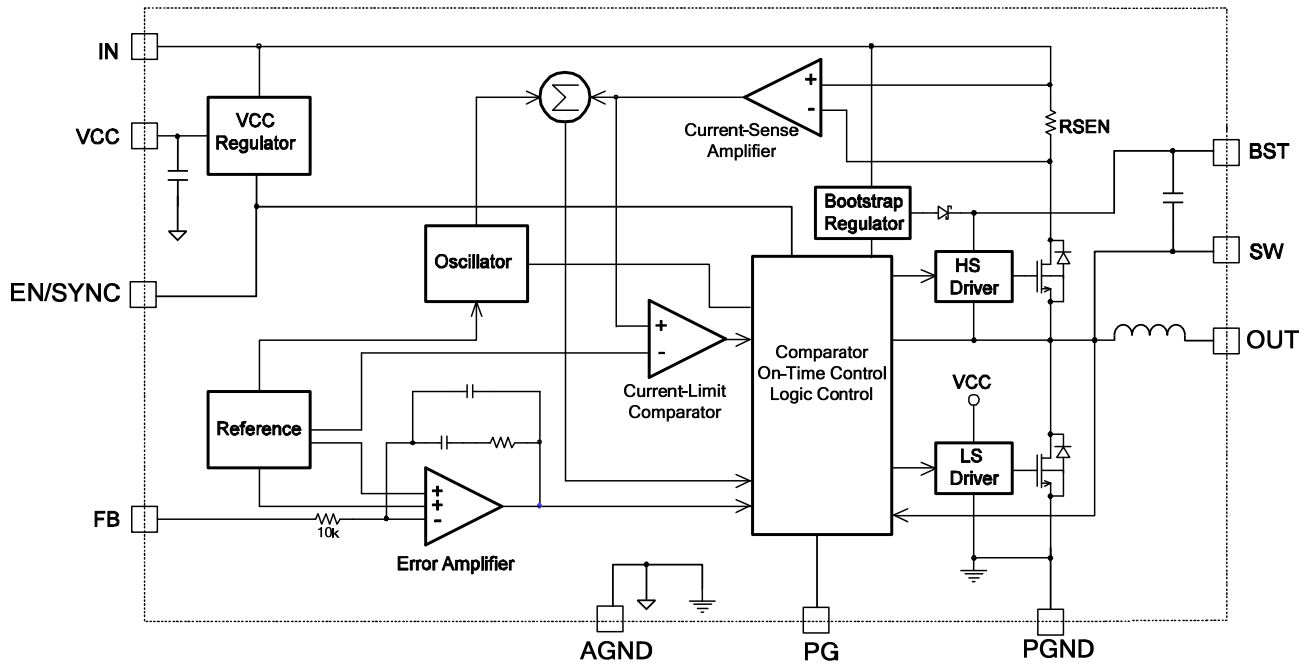 IN
VCC
Regulator
VCC
Σ
+
-
Current-Sense
Amplifier
RSEN
BST
Bootstrap
Regulator
Oscillator
HS
Driver
SW
EN/SYNC
+
-
Current-Limit
Comparator
Comparator
On-Time Control
Logic Control
OUT
VCC
Reference
LS
Driver
FB
10k
+
+
-
Error Amplifier
AGND
PG
PGND